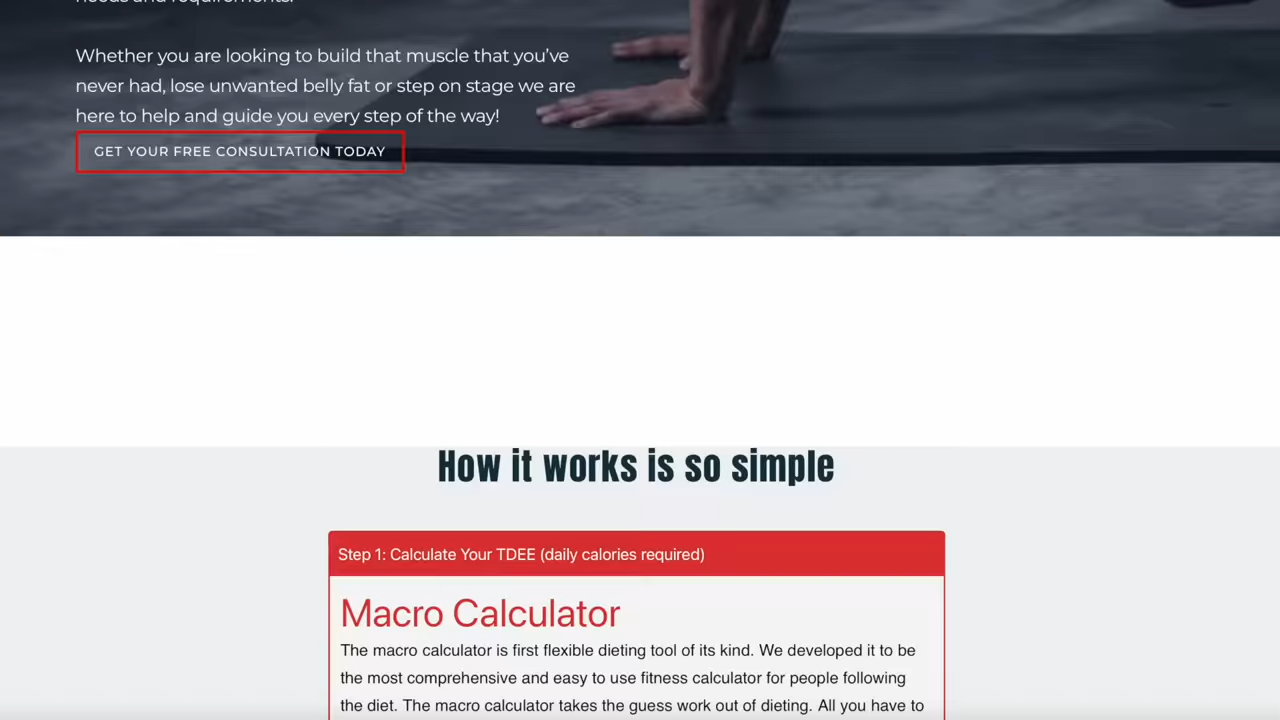 Whether you are looking to build that muscle that you've
never had, lose unwanted belly fat or step on stage we are
here to help and guide you every step of the way!
GET YOUR FREE CONSULTATION TODAY
How it works is so simple
Step 1: Calculate Your TDEE (daily calories required)
Macro Calculator
The macro calculator is first flexible dieting tool of its kind. We developed it to be
the most comprehensive and easy to use fitness calculator for people following
the diet. The macro calculator takes the guess work out of dieting. All you have to